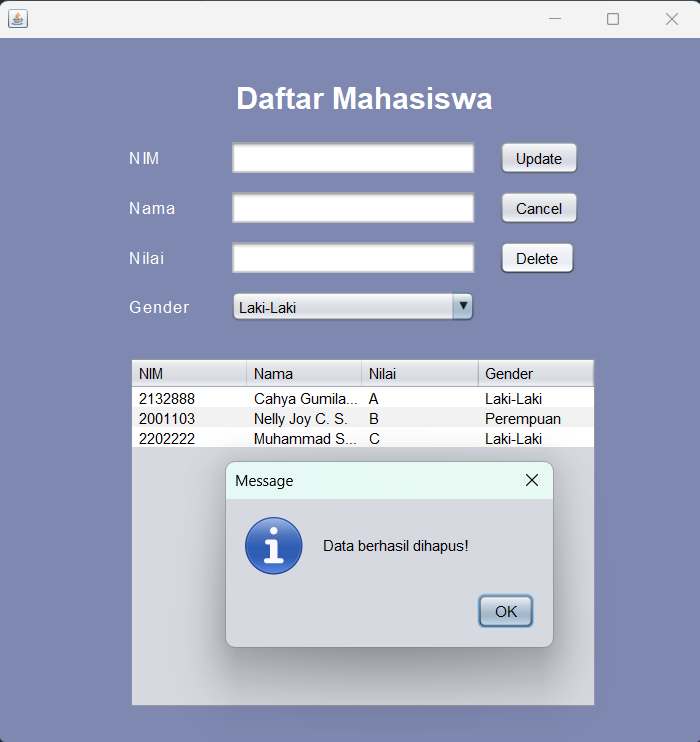 Daftar Mahasiswa
NIM
Update
Nama
Cancel
Nilai
Delete
Gender
Laki-Laki
NIM Nama Nilai Gender
2132888 Cahya Gumila... A Laki-Laki
2001103 Nelly Joy C. S. B Perempuan
2202222 Muhammad S... C Laki-Laki
Message
Data berhasil dihapus!
OK